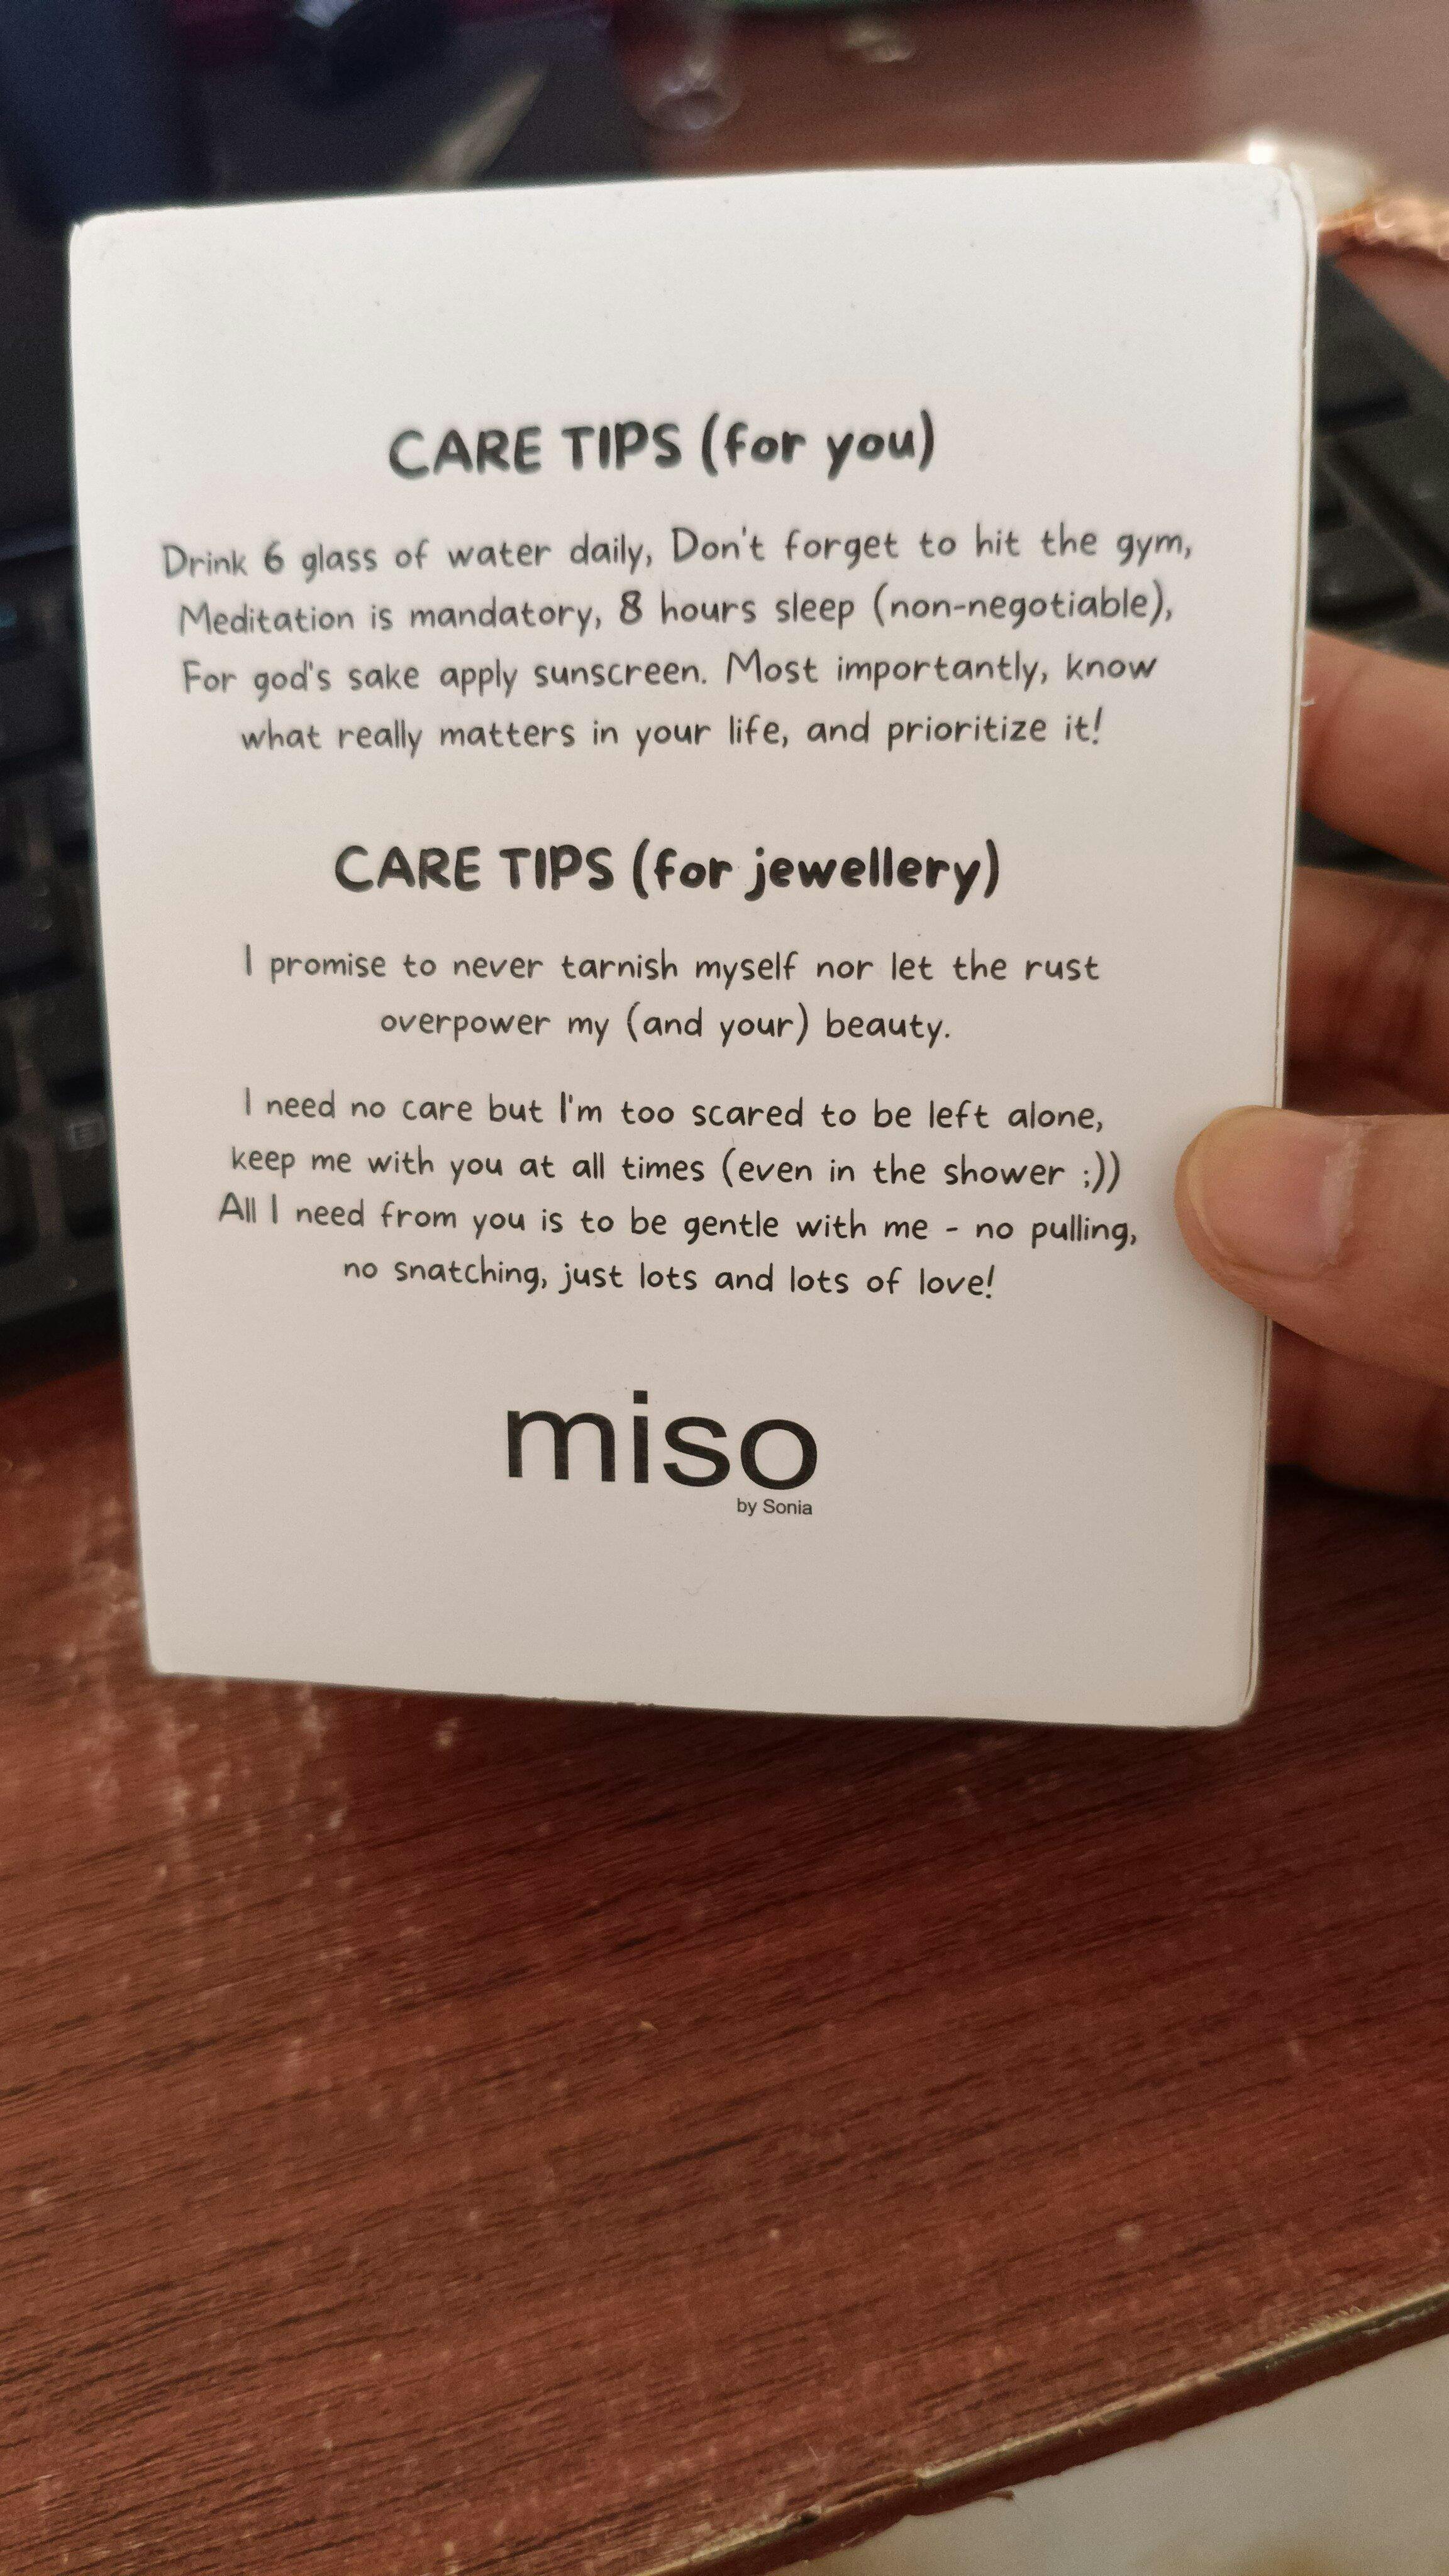 CARE TIPS (for you)
Drink 6 glass of water daily, Don't forget to hit the gym,
Meditation is mandatory, 8 hours sleep (non-negotiable),
For god's sake apply sunscreen. Most importantly, know
what really matters in your life, and prioritize it!
CARE TIPS (for jewellery)
I promise to never tarnish myself nor let the rust
overpower my (and your) beauty.
I need no care but I'm too scared to be left alone,
keep me with you at all times (even in the shower ;))
All I need from you is to be gentle with me - no pulling,
no snatching, just lots and lots of love!
miso
by Sonia